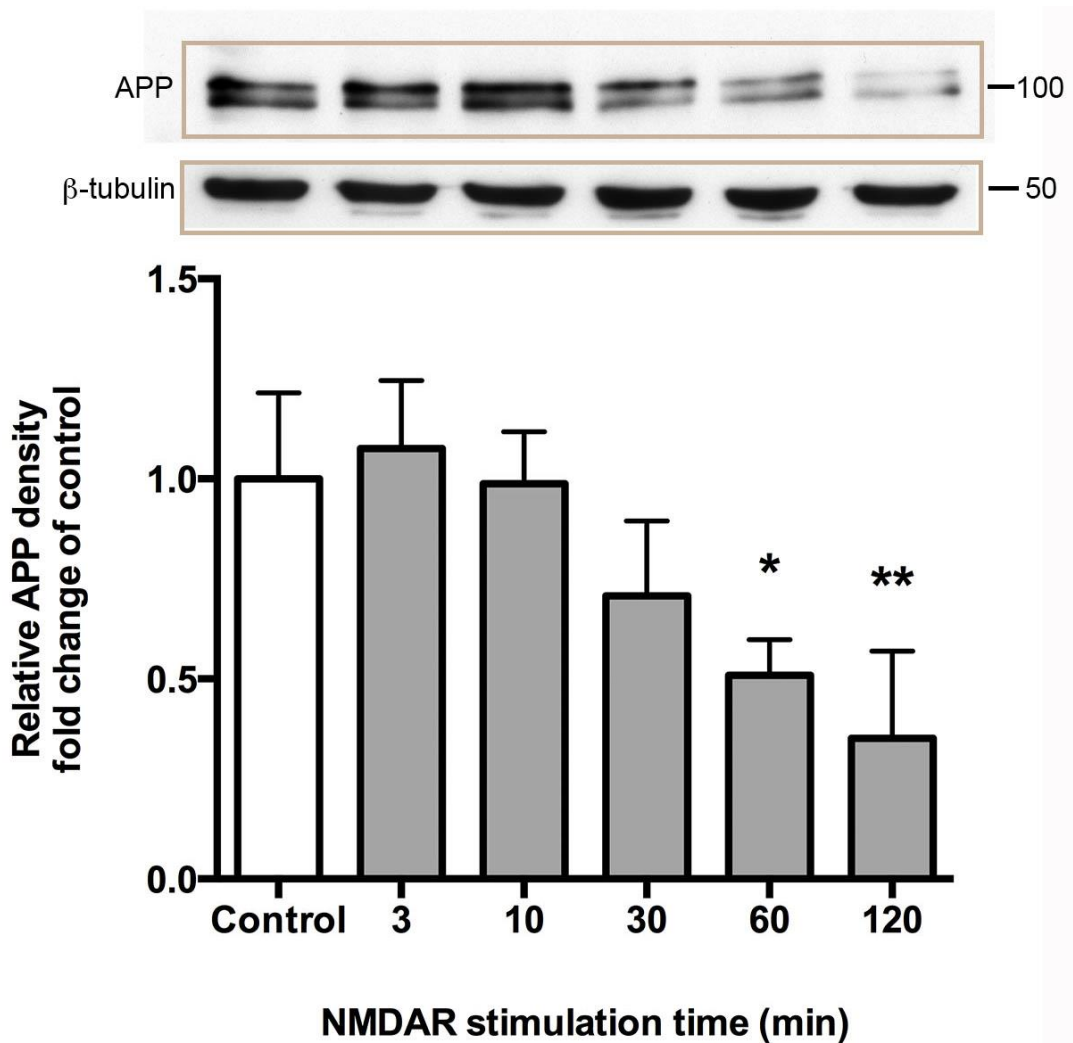 APP
100
β-tubulin
50
1.5
1.0
0.5
0.0
Relative APP density
fold change of control
*
**
Control 3 10 30 60 120
NMDAR stimulation time (min)